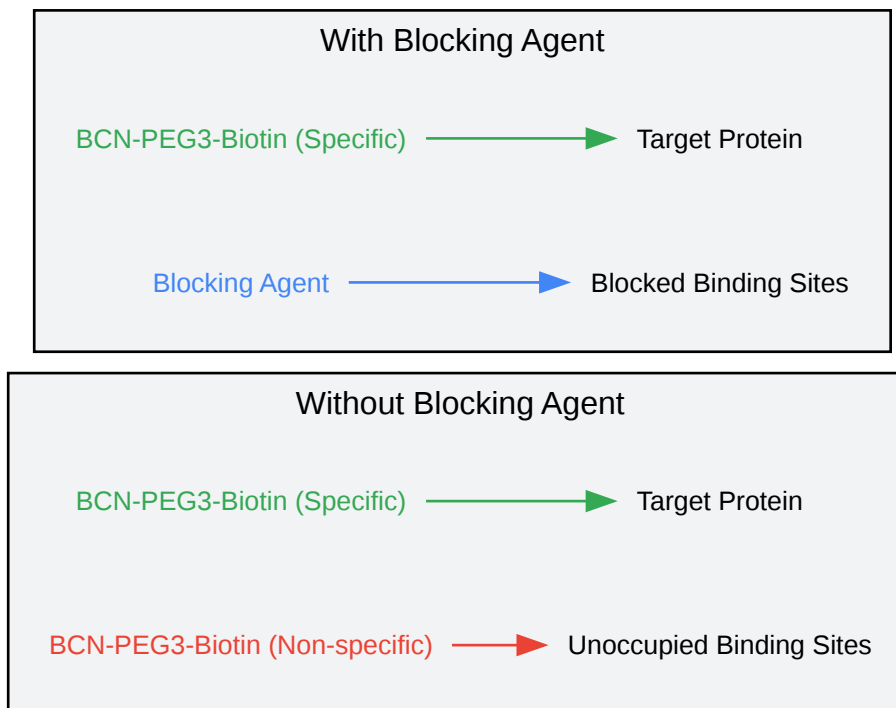 With Blocking Agent
BCN-PEG3-Biotin (Specific) Target Protein
Blocking Agent Blocked Binding Sites
Without Blocking Agent
BCN-PEG3-Biotin (Specific) Target Protein
BCN-PEG3-Biotin (Non-specific) Unoccupied Binding Sites